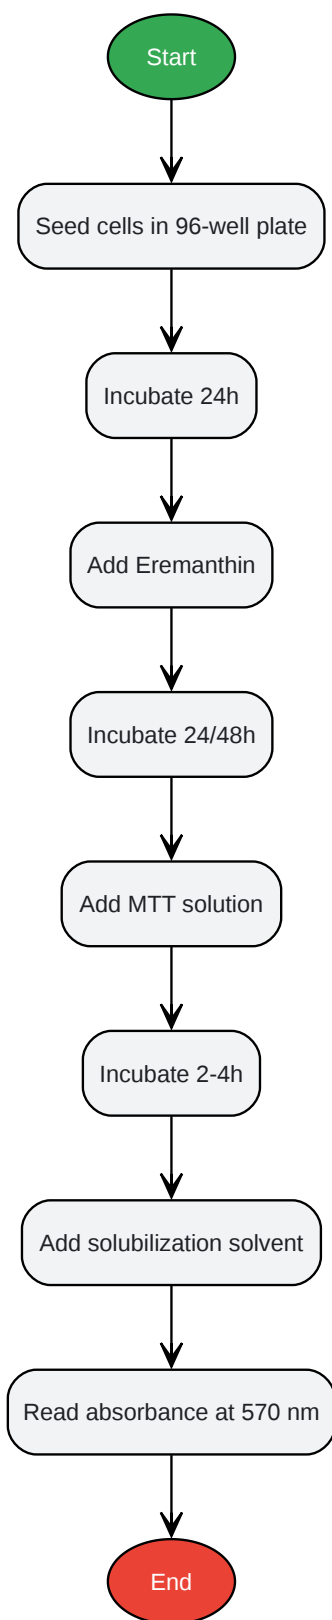 Start
Seed cells in 96-well plate
Incubate 24h
Add Eremanthin
Incubate 24/48h
Add MTT solution
Incubate 2-4h
Add solubilization solvent
Read absorbance at 570 nm
End